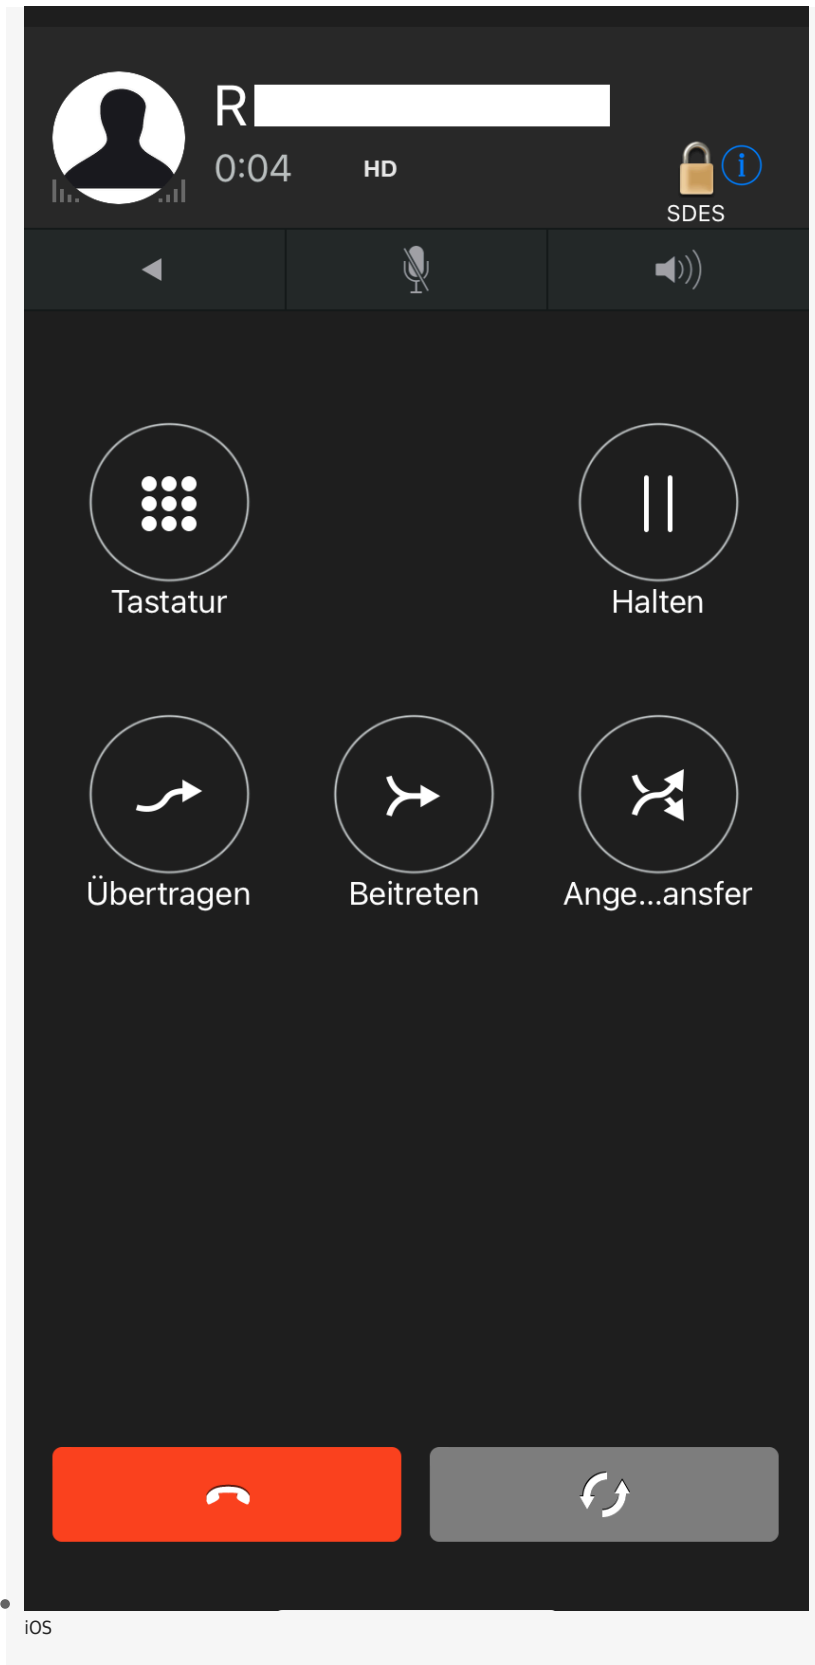 R
0:04 HD
SDES
Tastatur Halten
Übertragen Beitreten Ange...ansfer
iOS